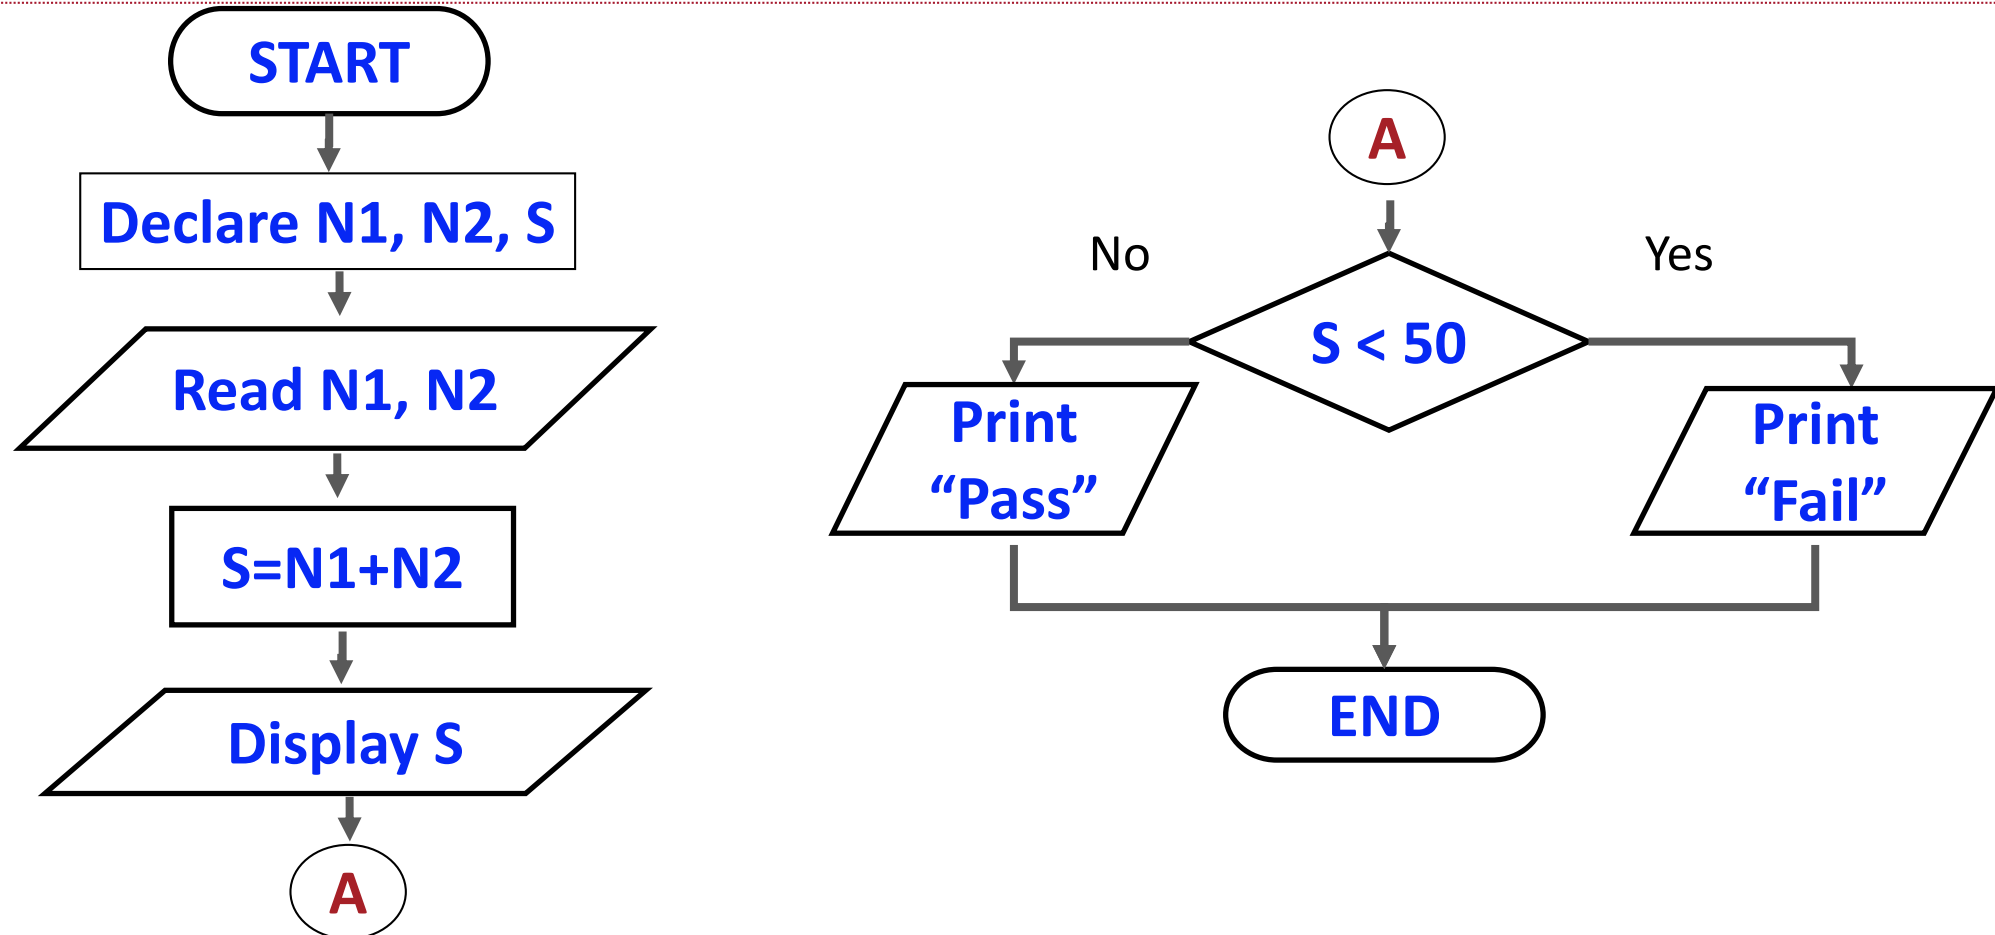 START
Declare N1, N2, S
Read N1, N2
S=N1+N2
Display S
A
A
No
Yes
S < 50
Print
“Pass”
Print
“Fail”
END